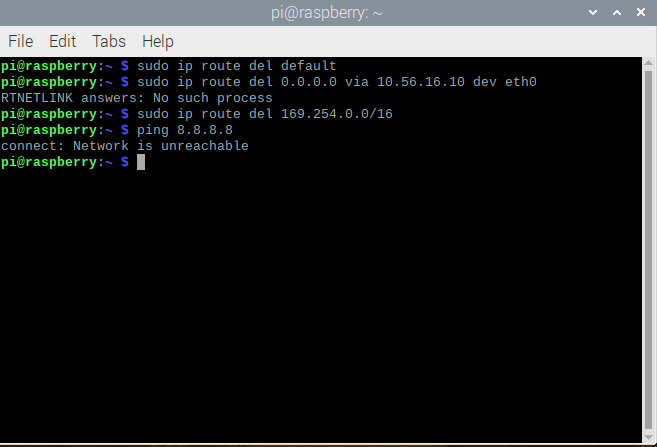 pi@raspberry: ~
File Edit Tabs Help
pi@raspberry:~ $ sudo ip route del default
pi@raspberry:~ $ sudo ip route del 0.0.0.0 via 10.56.16.10 dev eth0
RTNETLINK answers: No such process
pi@raspberry:~ $ sudo ip route del 169.254.0.0/16
pi@raspberry:~ $ ping 8.8.8.8
connect: Network is unreachable
pi@raspberry:~ $